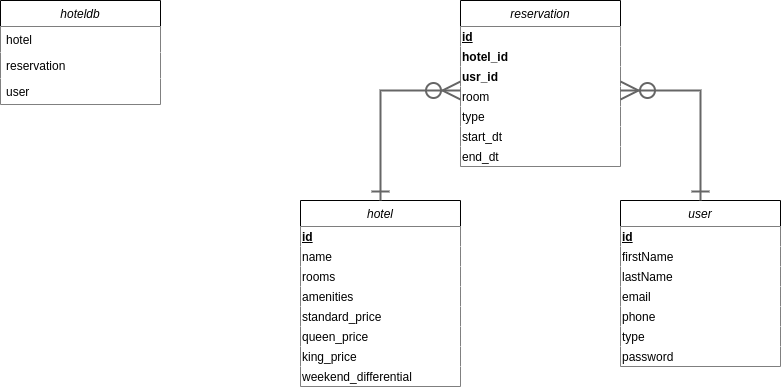 hoteldb
hotel
reservation
user
reservation
id
hotel_id
usr_id
room
type
start_dt
end_dt
hotel
id
name
rooms
amenities
standard_price
queen_price
king_price
weekend_differential
user
id
firstName
lastName
email
phone
type
password